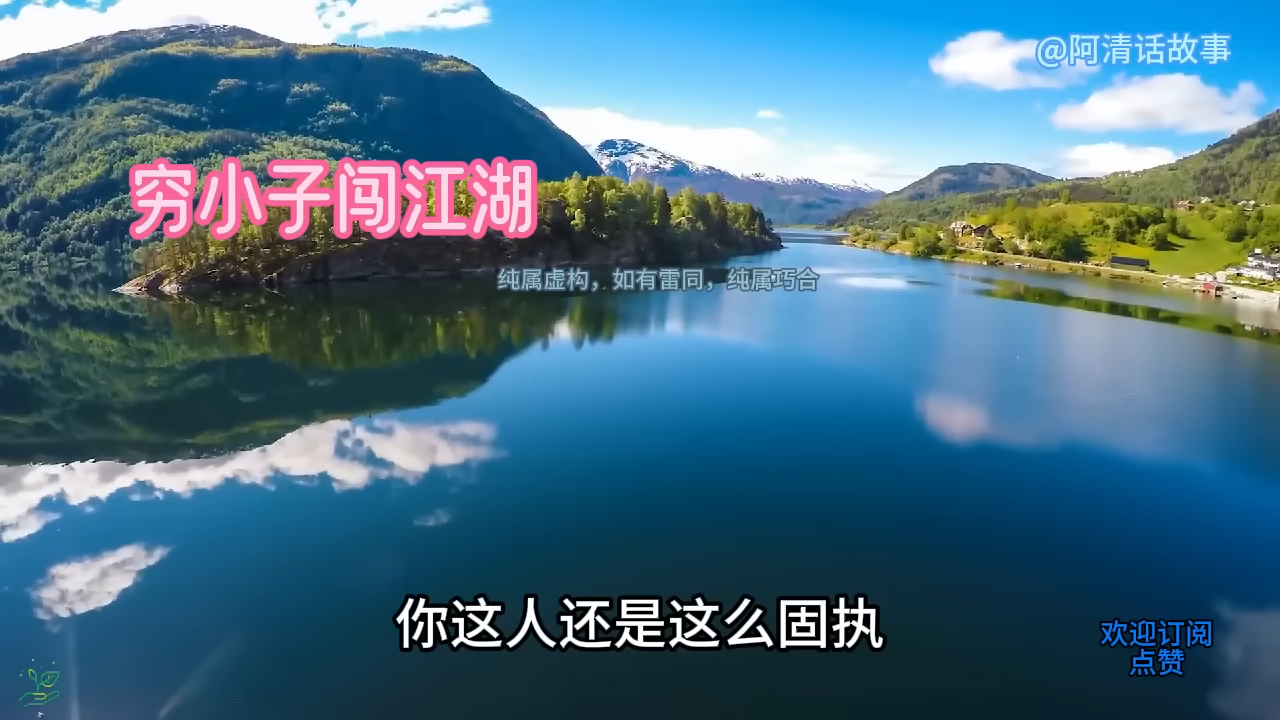 @阿清话故事
穷小子闯江湖
纯属虚构，如有雷同，纯属巧合
你这人还是这么固执
欢迎订阅
点赞